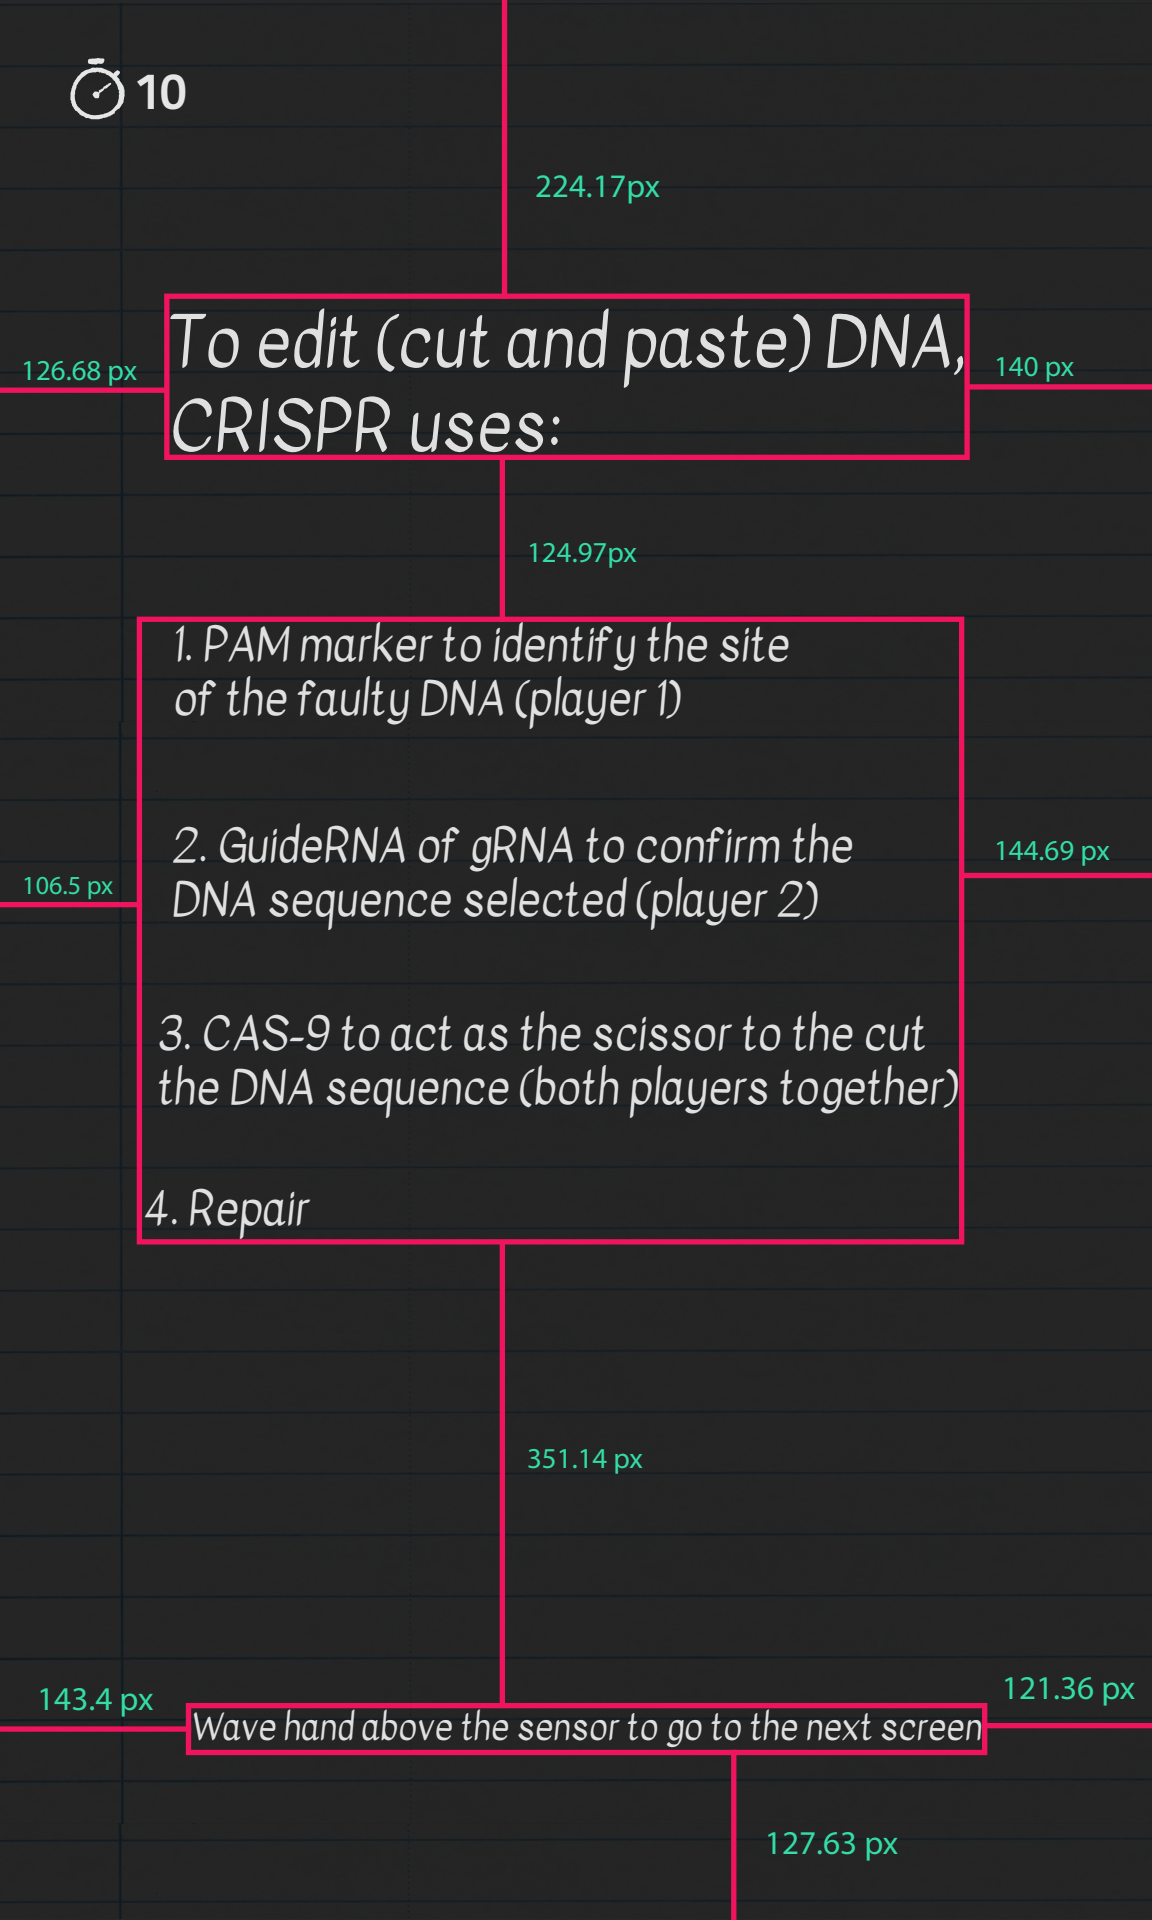 10
224.17px
To edit (cut and paste) DNA,
126.68 px
140 px
CRISPR uses:
124.97px
1. PAM marker to identify the site
of the faulty DNA (player 1)
2. GuideRNA of gRNA to confirm the
144.69 px
106.5 px
DNA sequence selected (player 2)
3. CAS-9 to act as the scissor to the cut
the DNA sequence (both players together)
4. Repair
351.14 px
143.4 px
121.36 px
Wave hand above the sensor to go to the next screen
127.63 px